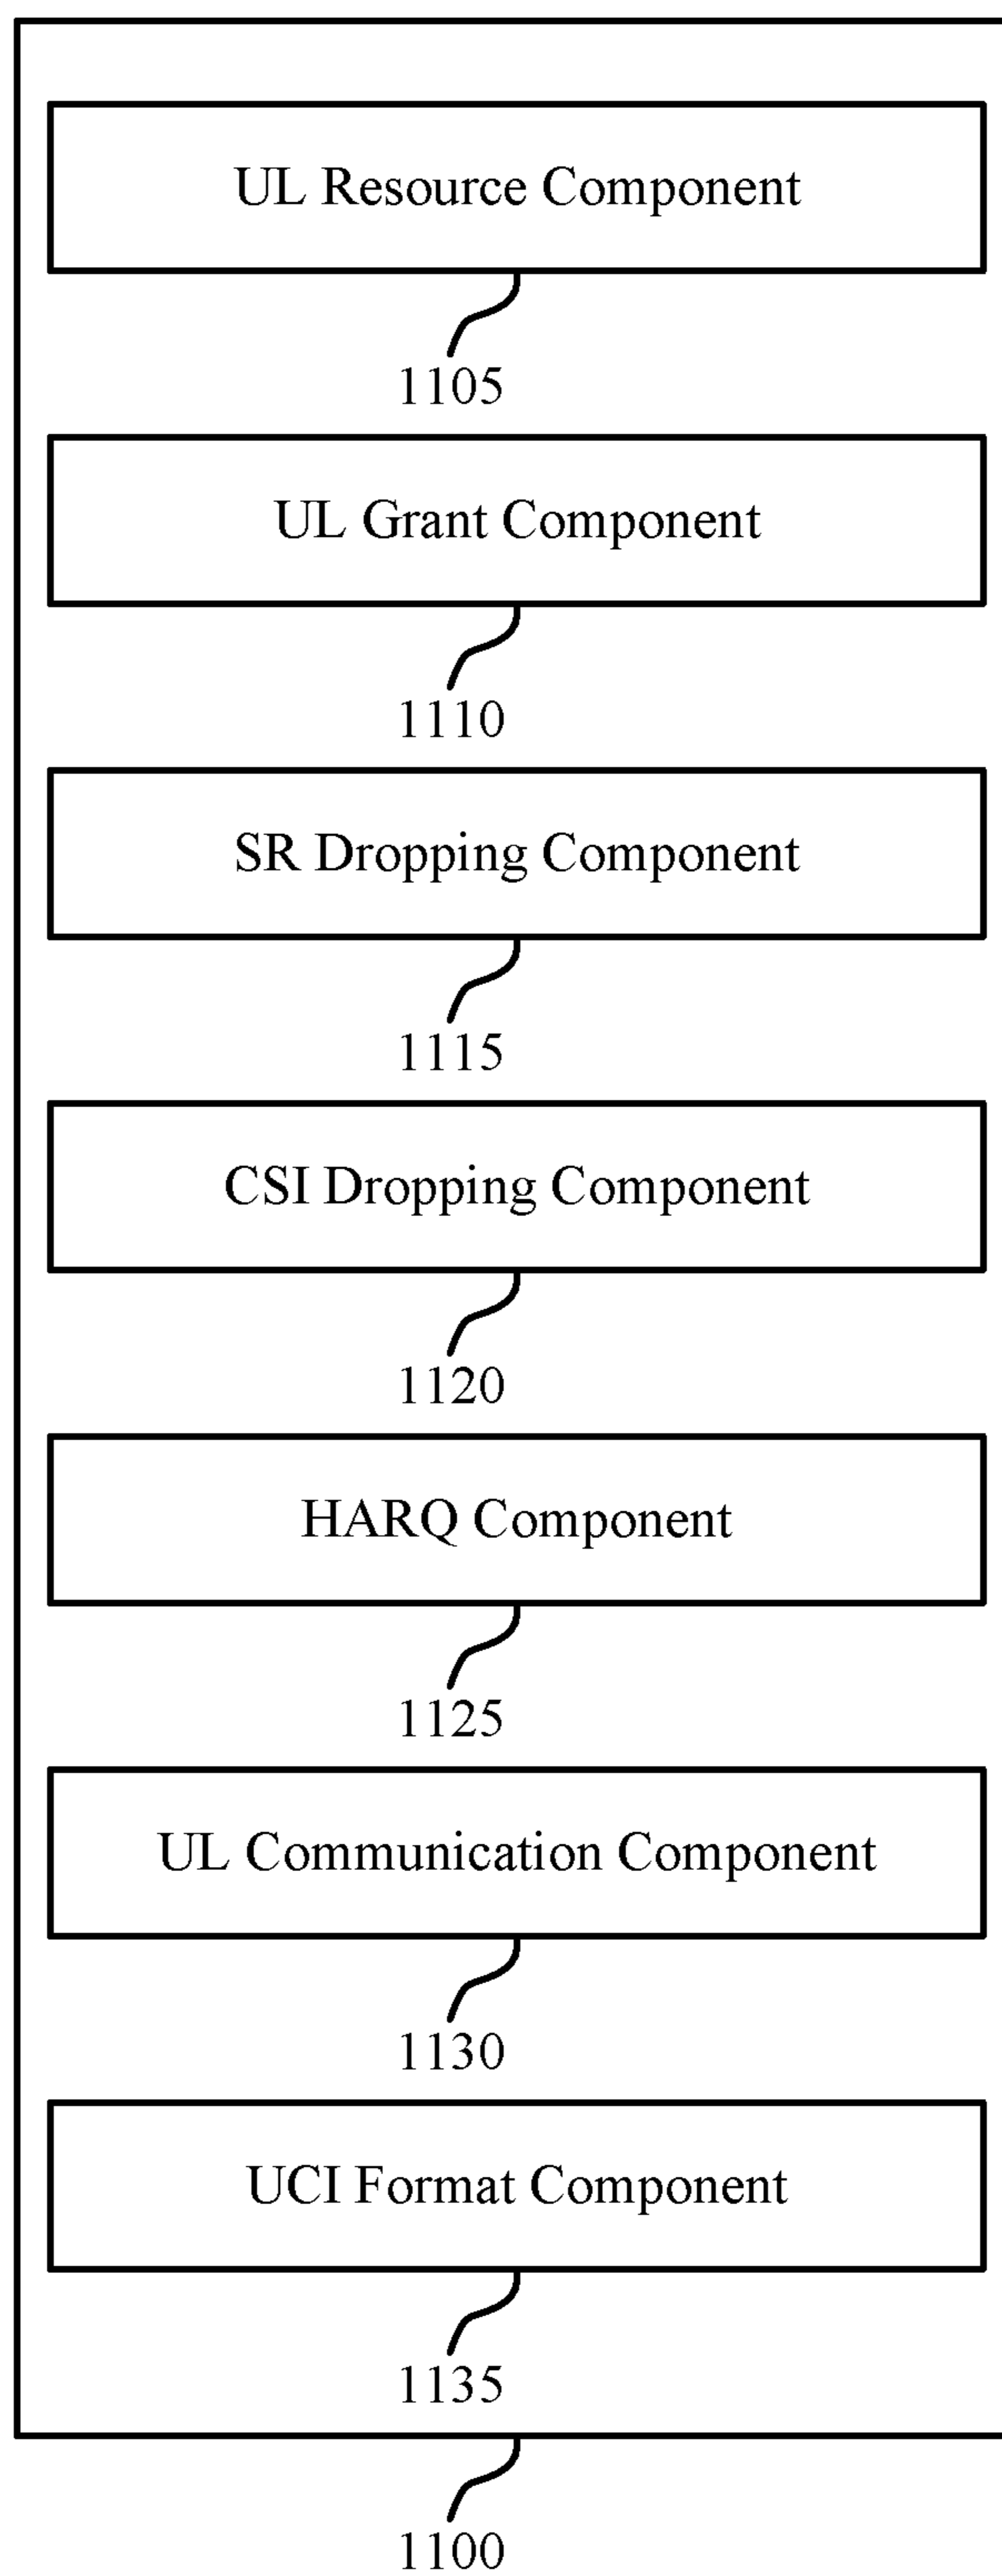 UL Resource Component
1105
UL Grant Component
1110
SR Dropping Component
1115
CSI Dropping Component
1120
HARQ Component
1125
UL Communication Component
1130
UCI Format Component
1135
1100